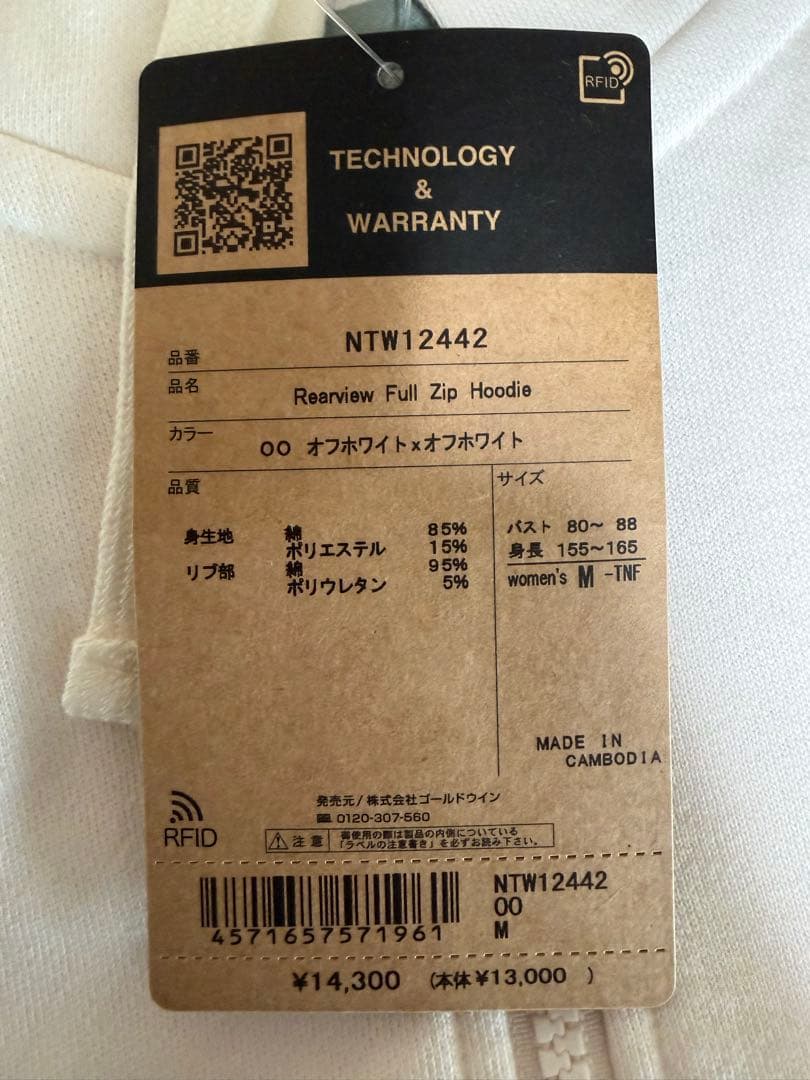 RFID
TECHNOLOGY
&
WARRANTY
品番 NTW12442
品名 Rearview Full Zip Hoodie
カラー 00 オフホワイト×オフホワイト
品質
身生地 綿 85%
ポリエステル 15%
リブ部 綿 95%
ポリウレタン 5%
サイズ
バスト 80〜 88
身長 155〜165
women's M -TNF
MADE IN
CAMBODIA
RFID
発売元/株式会社ゴールドウイン
0120-307-560
注意 御使用の際は製品の内側についている
「ラベルの注意書き」を必ずお読み下さい。
4571657571961
NTW12442
00
M
¥14,300 (本体¥13,000 )